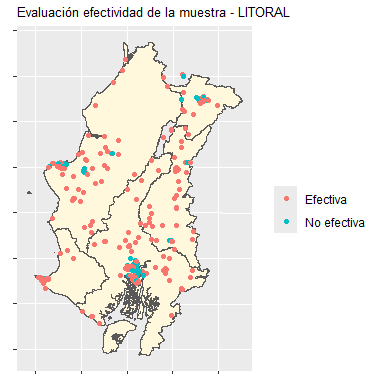 Evaluación efectividad de la muestra - LITORAL
Efectiva
No efectiva